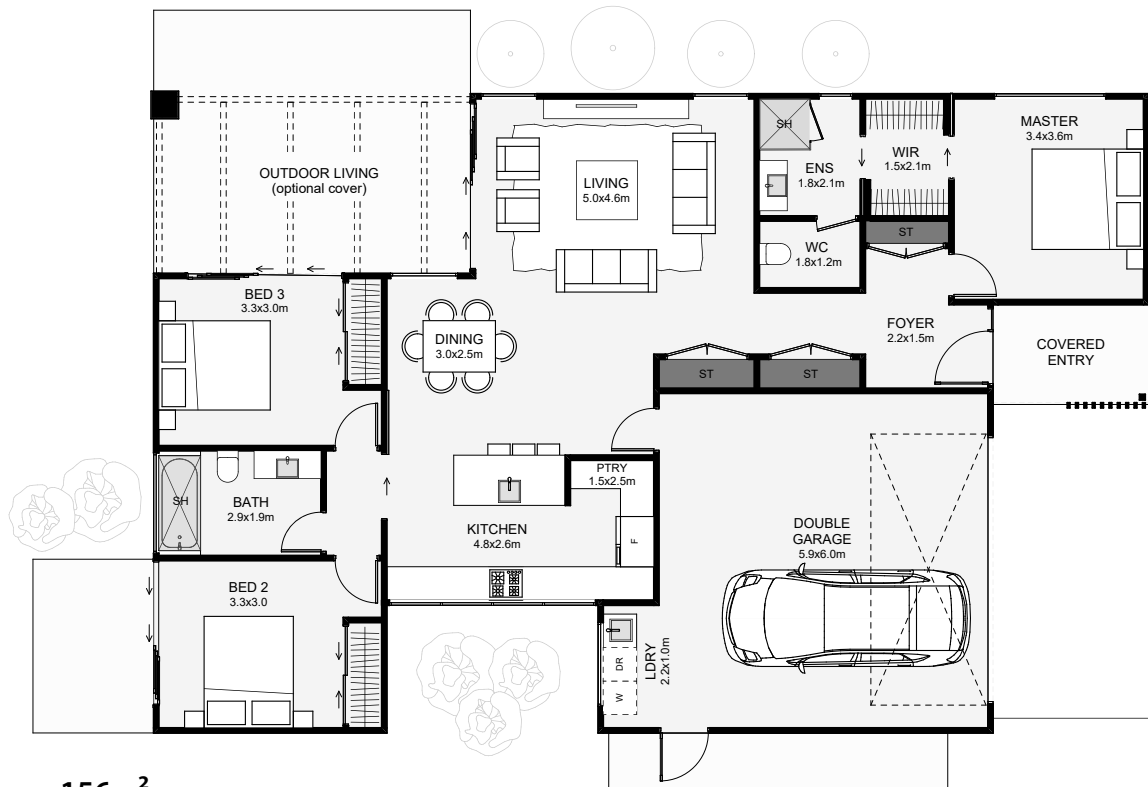 OUTDOOR LIVING
(optional cover)
LIVING
5.0x4.6m
SH
ENS
1.8x2.1m
WIR
1.5x2.1m
MASTER
3.4x3.6m
WC
1.8x1.2m
ST
BED 3
3.3x3.0m
DINING
3.0x2.5m
FOYER
2.2x1.5m
COVERED
ENTRY
ST
ST
SH
BATH
2.9x1.9m
PTRY
1.5x2.5m
KITCHEN
4.8x2.6m
F
DOUBLE
GARAGE
5.9x6.0m
BED 2
3.3x3.0
DR
W
LDRY
2.2x1.0m